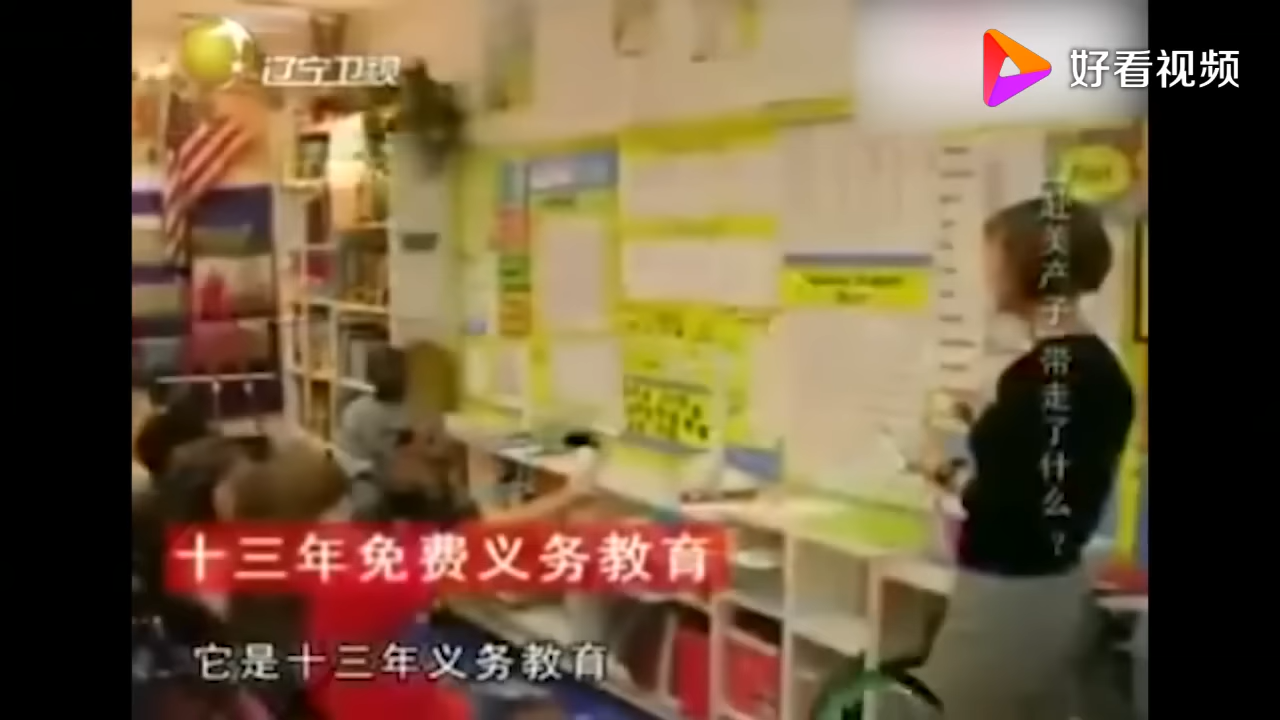 辽宁卫视
好看视频
赴美产子 带走了什么？
十三年免费义务教育
它是十三年义务教育